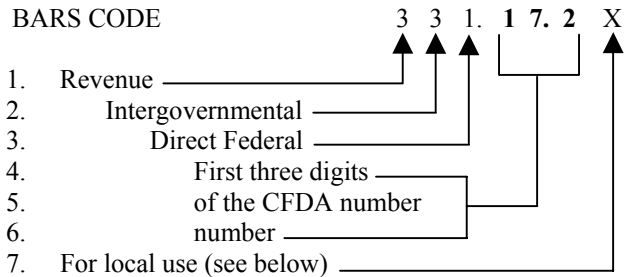 BARS CODE 3 3 1. 1 7. 2 X
1. Revenue
2. Intergovernmental
3. Direct Federal
4. First three digits
5. of the CFDA number
6. number
7. For local use (see below)